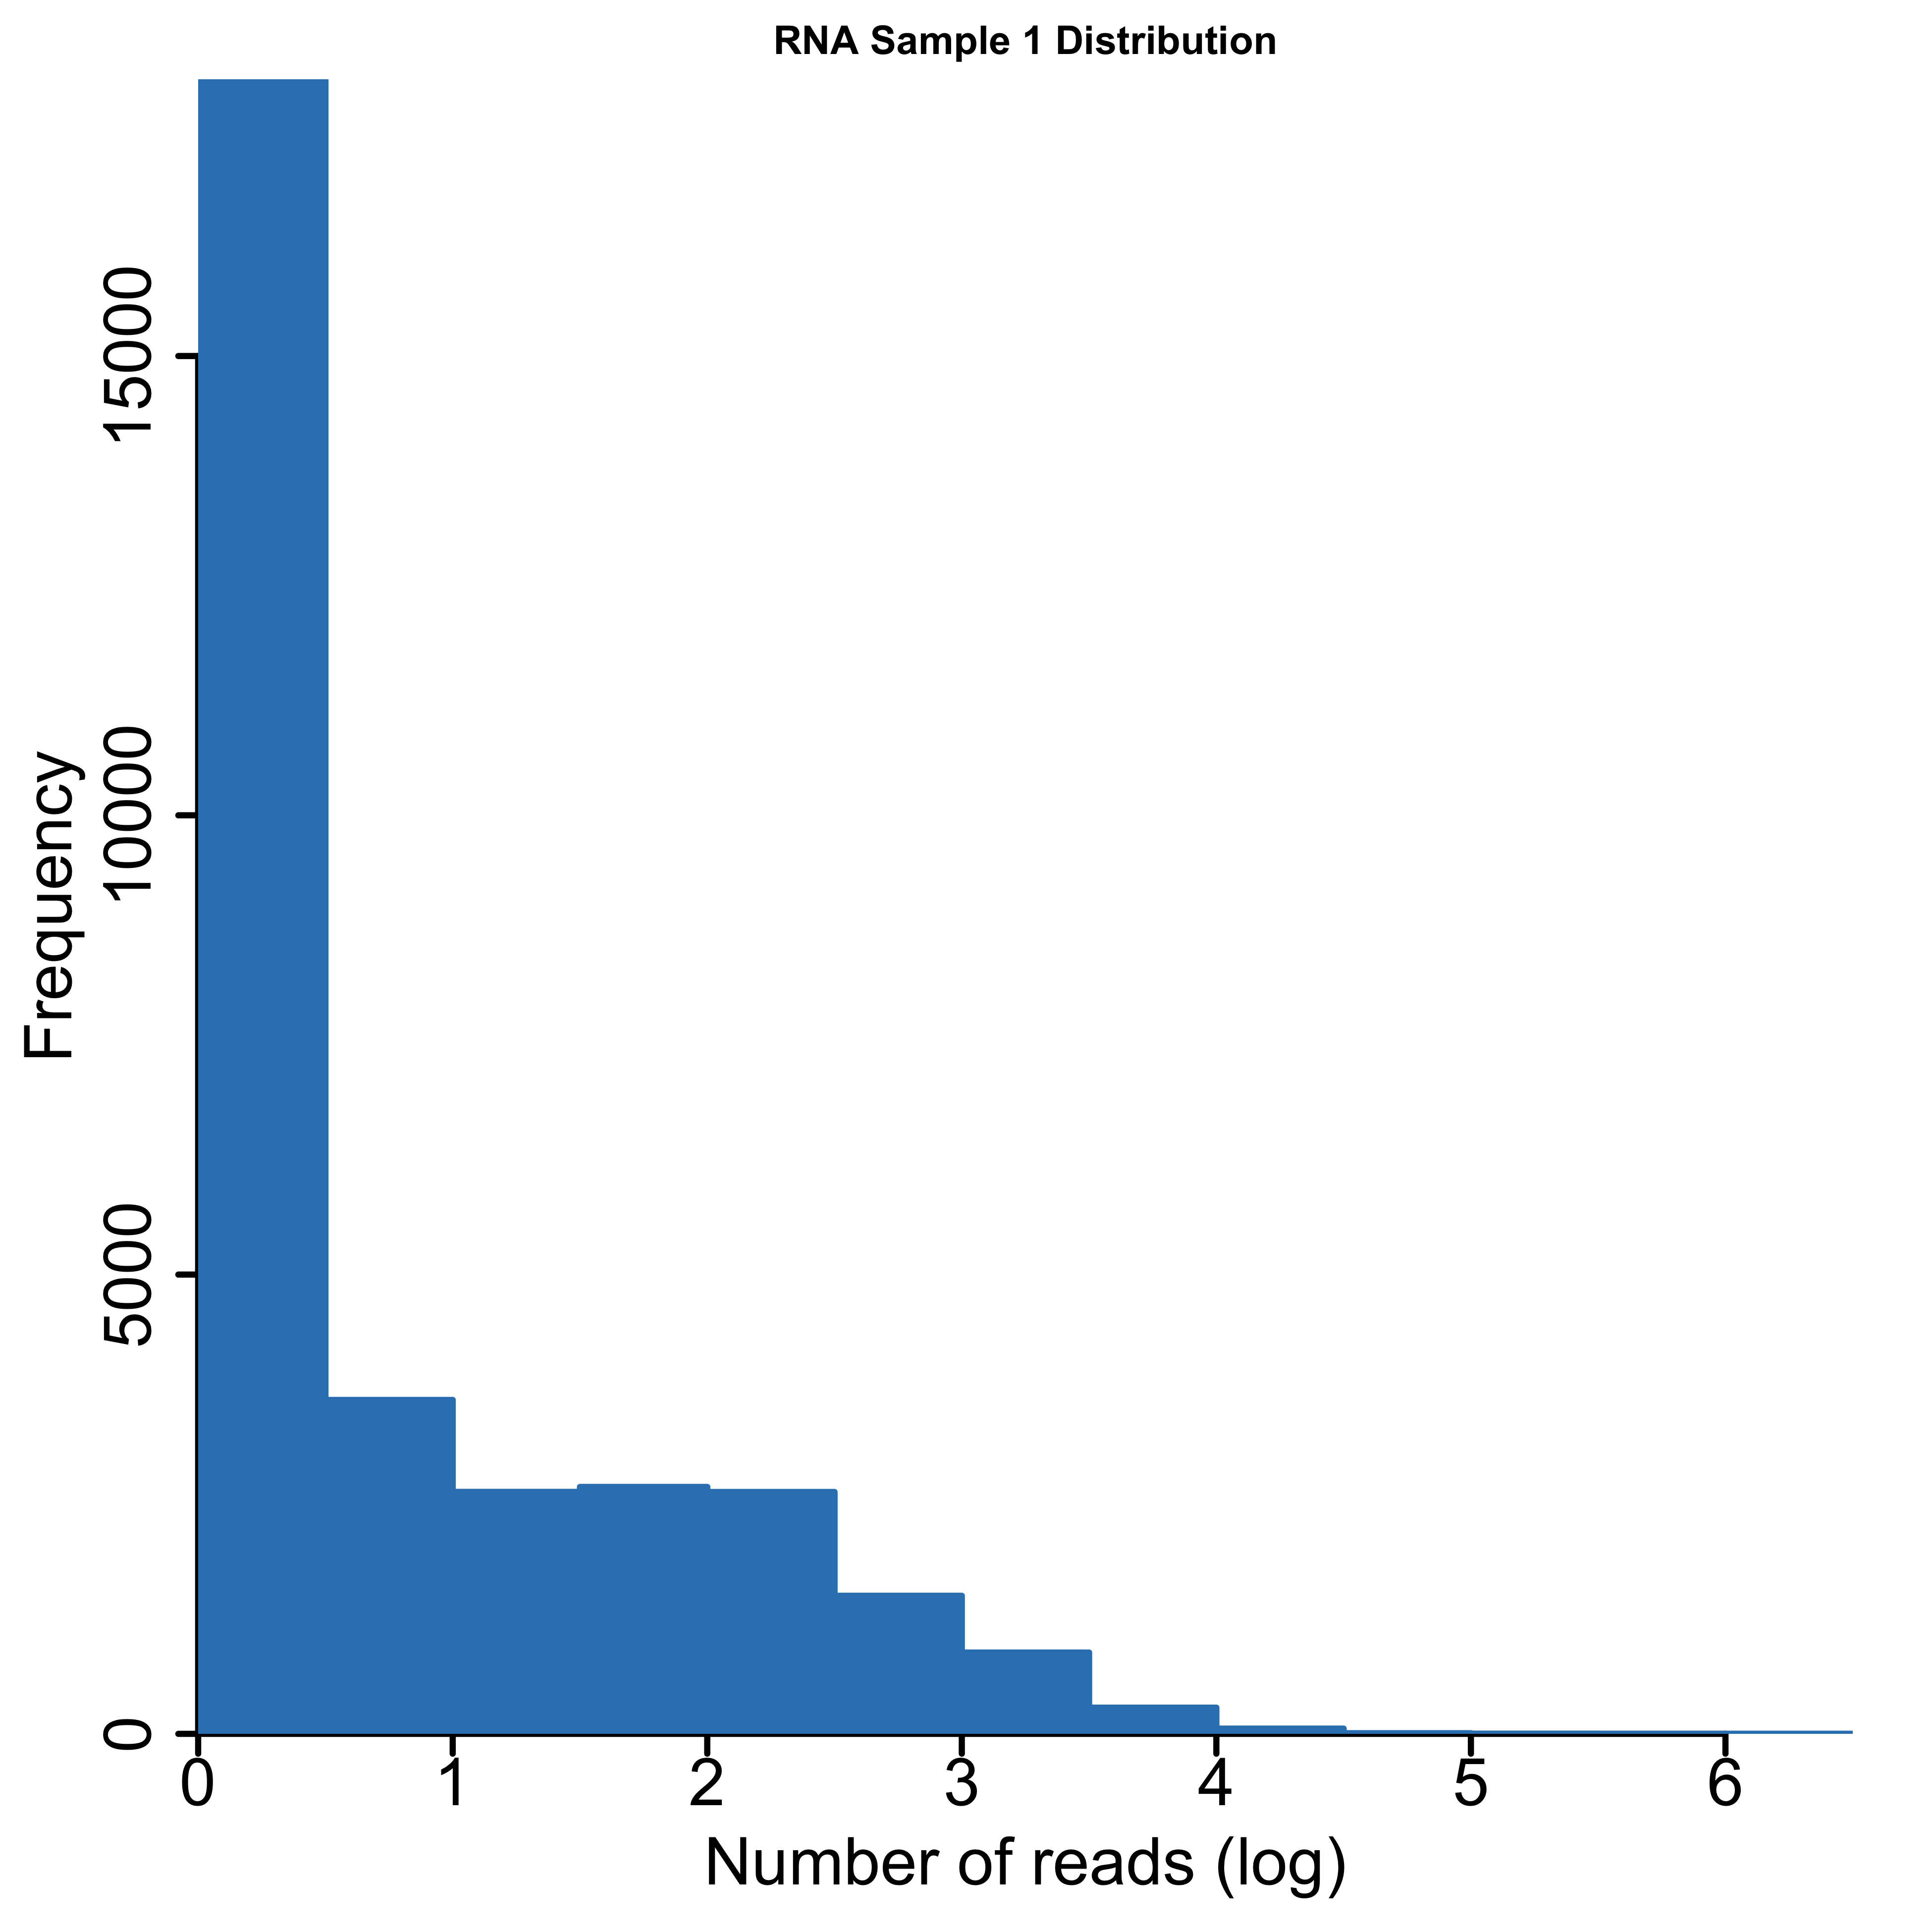 RNA Sample 1 Distribution
15000
10000
5000
0
Frequency
0 1 2 3 4 5 6
Number of reads (log)